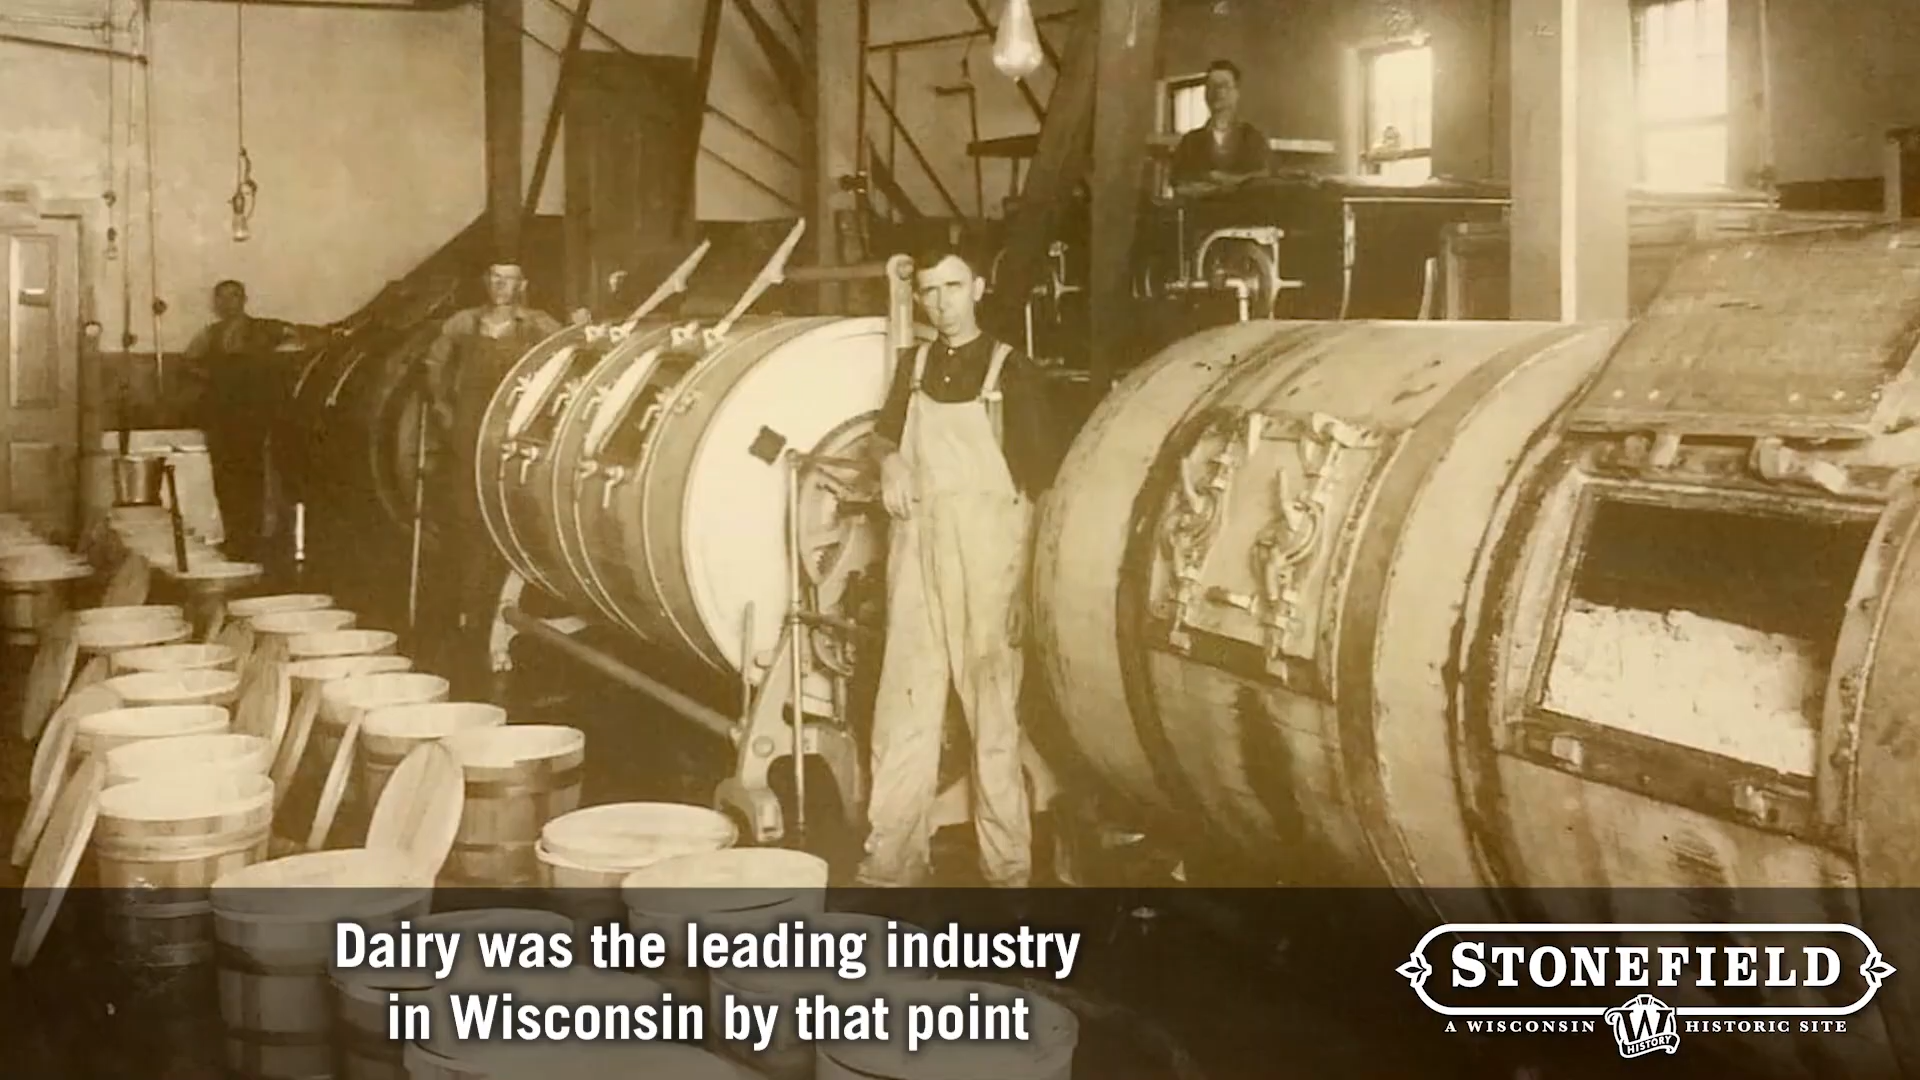 Dairy was the leading industry
in Wisconsin by that point
STONEFIELD
A WISCONSIN W HISTORIC SITE
HISTORY